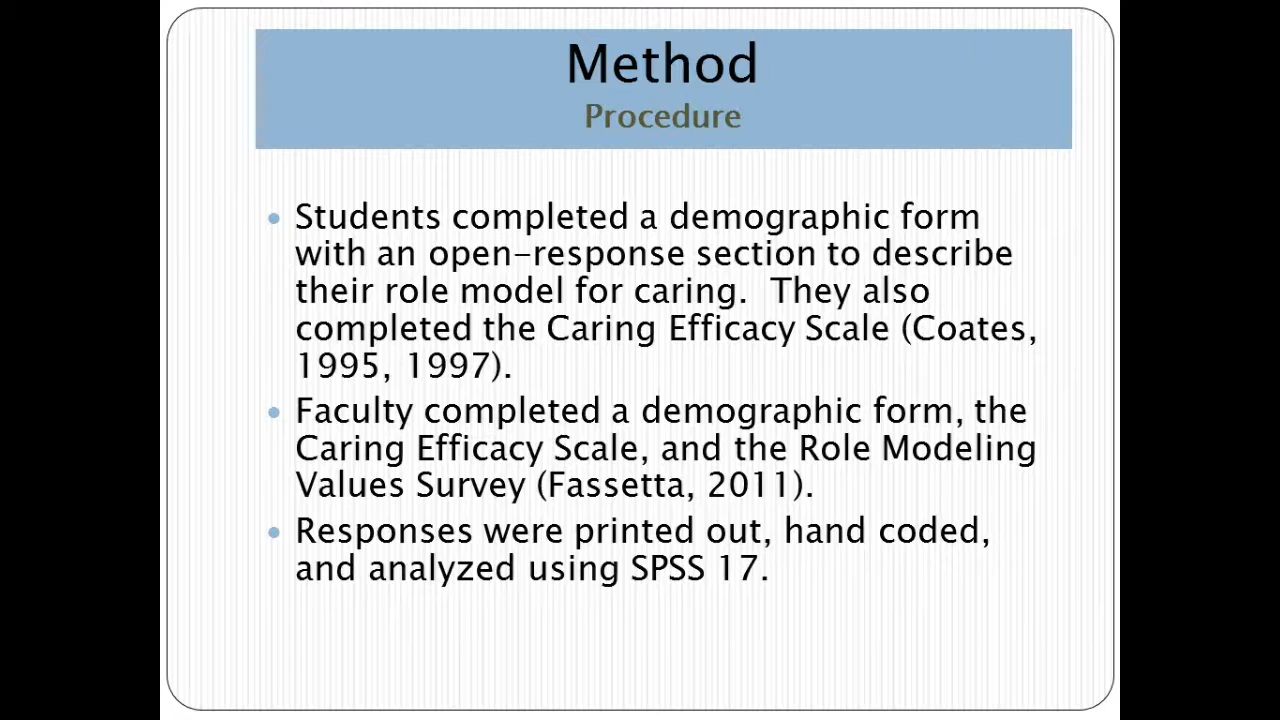 Method
Procedure
Students completed a demographic form
with an open-response section to describe
their role model for caring.  They also
completed the Caring Efficacy Scale (Coates,
1995, 1997).
Faculty completed a demographic form, the
Caring Efficacy Scale, and the Role Modeling
Values Survey (Fassetta, 2011).
Responses were printed out, hand coded,
and analyzed using SPSS 17.